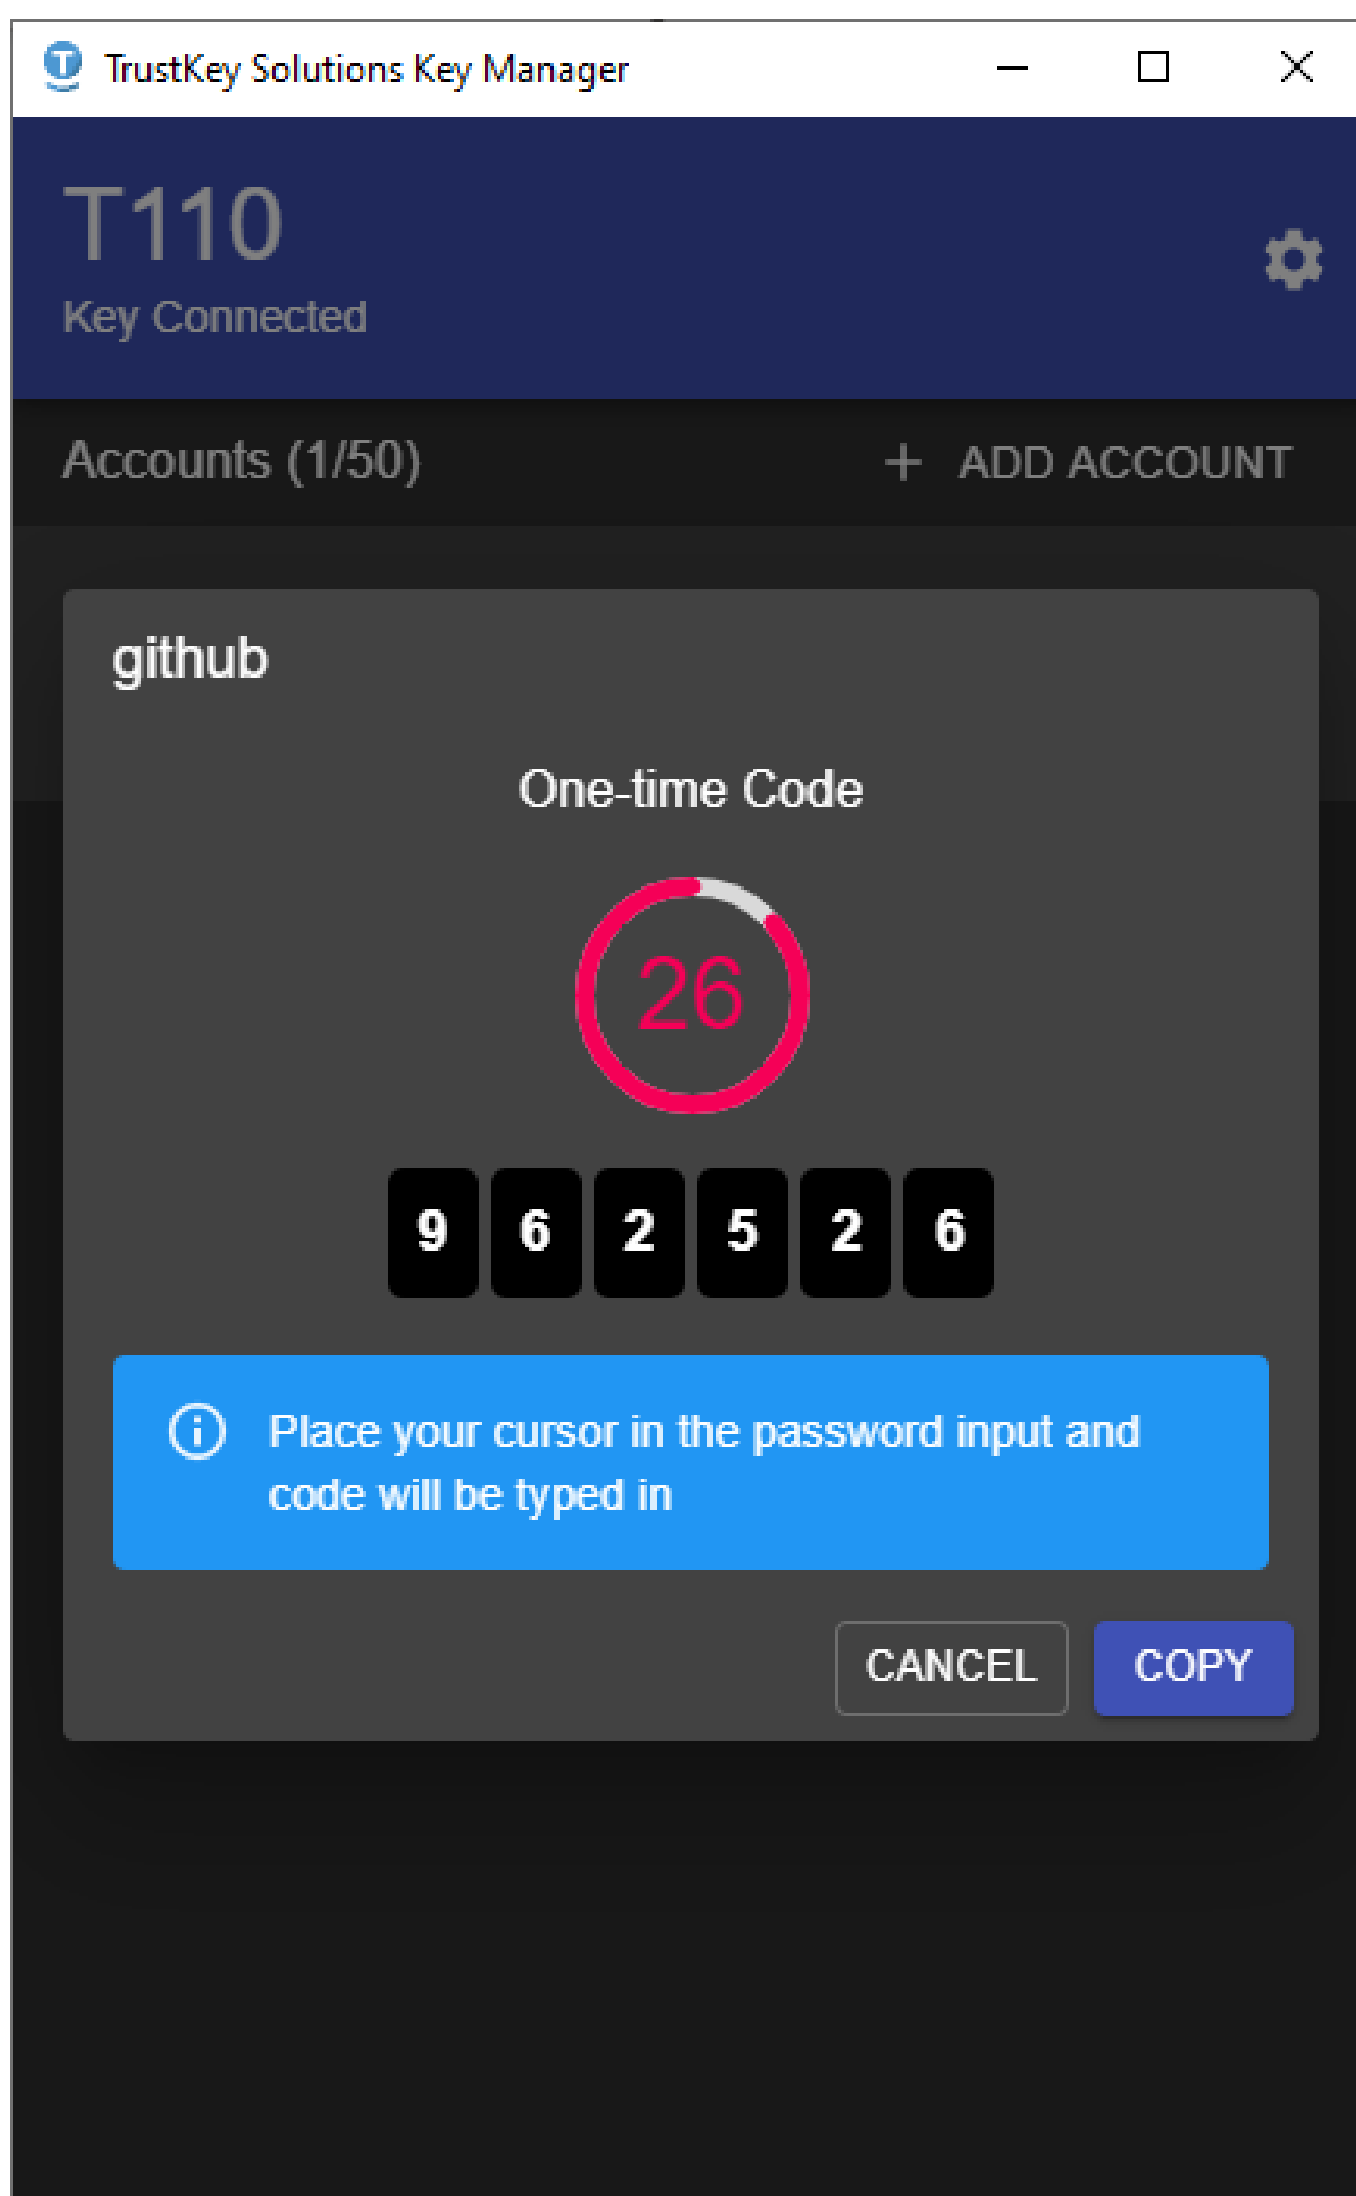 TrustKey Solutions Key Manager
T110
Key Connected
Accounts (1/50)
+ ADD ACCOUNT
github
One-time Code
26
9 6 2 5 2 6
Place your cursor in the password input and
code will be typed in
CANCEL
COPY